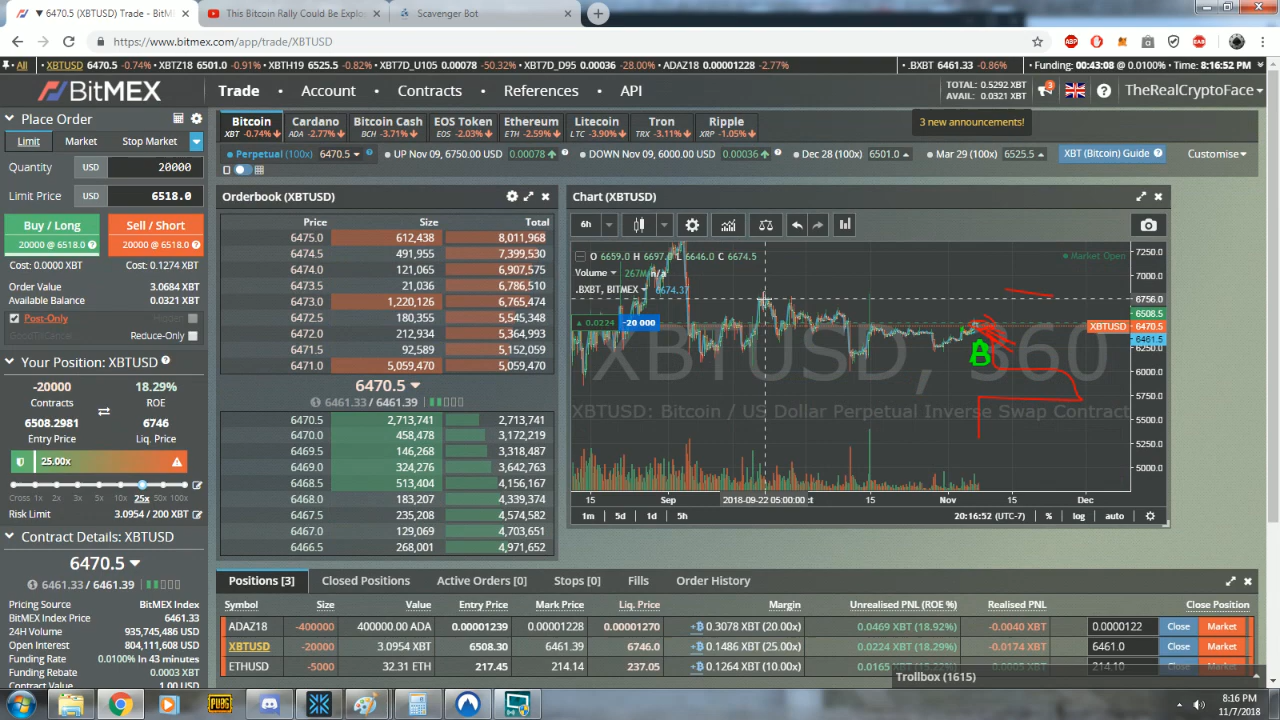 ▼ 6470.5 (XBTUSD) Trade - BitME
This Bitcoin Rally Could Be Explo
Scavenger Bot
https://www.bitmex.com/app/trade/XBTUSD
All XBTUSD 6470.5 -0.74% XBTZ18 6501.0 -0.91% XBTH19 6525.5 -0.82% XBT7D_U105 0.00078 -50.32% XBT7D_D95 0.00036 -28.00% ADAZ18 0.00001228 -2.77% .BXBT 6461.33 -0.86% Funding: 00:43:08 @ 0.0100% Time: 8:16:52 PM
BitMEX Trade Account Contracts References API
TOTAL: 0.5292 XBT
AVAIL: 0.0321 XBT
TheRealCryptoFace
3 new announcements!
Place Order
Limit Market Stop Market
Quantity USD 20000
Limit Price USD 6518.0
Buy / Long
20000 @ 6518.0
Sell / Short
20000 @ 6518.0
Cost: 0.0000 XBT Cost: 0.1274 XBT
Order Value 3.0684 XBT
Available Balance 0.0321 XBT
Post-Only Hidden
GoodTillCancel Reduce-Only
Your Position: XBTUSD
-20000 18.29%
Contracts ROE
6508.2981 6746
Entry Price Liq. Price
25.00x
Cross 1x 2x 3x 5x 10x 25x 50x 100x
Risk Limit 3.0954 / 200 XBT
Contract Details: XBTUSD
6470.5
6461.33 / 6461.39
Pricing Source BitMEX Index
BitMEX Index Price 6461.33
24H Volume 935,745,486 USD
Open Interest 804,111,608 USD
Funding Rate 0.0100% in 43 minutes
Funding Rebate 0.0003 XBT
Contract Value 1.00 USD
Bitcoin Cardano Bitcoin Cash EOS Token Ethereum Litecoin Tron Ripple
XBT -0.74% ADA -2.77% BCH -3.71% EOS -2.03% ETH -2.59% LTC -3.90% TRX -3.11% XRP -1.05%
Perpetual (100x) 6470.5 UP Nov 09, 6750.00 USD 0.00078 DOWN Nov 09, 6000.00 USD 0.00036 Dec 28 (100x) 6501.0 Mar 29 (100x) 6525.5 XBT (Bitcoin) Guide Customise
Orderbook (XBTUSD)
Price Size Total
6475.0 612,438 8,011,968
6474.5 491,955 7,399,530
6474.0 121,065 6,907,575
6473.5 21,036 6,786,510
6473.0 1,220,126 6,765,474
6472.5 192,384 5,545,348
6472.0 212,934 5,364,993
6471.5 92,589 5,152,059
6471.0 5,059,470 5,059,470
6470.5
6461.33 / 6461.39
6470.5 2,713,741 2,713,741
6470.0 458,478 3,172,219
6469.5 146,268 3,318,487
6469.0 324,276 3,642,763
6468.5 513,404 4,156,167
6468.0 183,207 4,339,374
6467.5 235,208 4,574,582
6467.0 129,069 4,703,651
6466.5 268,001 4,971,652
Chart (XBTUSD)
6h
O 6659.0 H 6697.0 L 6646.0 C 6674.5
Market Open
Volume 267M n/a
.BXBT, BITMEX 6674.37
0.0224 -20 000
XBTUSD, 360
XBTUSD: Bitcoin / US Dollar Perpetual Inverse Swap Contract
7250.0
7000.0
6756.0
6508.5
XBTUSD 6470.5
6461.5
6250.0
6000.0
5750.0
5500.0
5250.0
5000.0
15 Sep 2018-09-22 05:00:00 15 Nov 15 Dec
1m 5d 1d 5h 20:16:52 (UTC-7) % log auto
Positions [3] Closed Positions Active Orders [0] Stops [0] Fills Order History
Symbol Size Value Entry Price Mark Price Liq. Price Margin Unrealised PNL (ROE %) Realised PNL Close Position
ADAZ18 -400000 400000.00 ADA 0.00001239 0.00001228 0.00001270 0.3078 XBT (20.00x) 0.0469 XBT (18.92%) -0.0040 XBT 0.0000122 Close Market
XBTUSD -20000 3.0954 XBT 6508.30 6461.39 6746.0 0.1486 XBT (25.00x) 0.0224 XBT (18.29%) -0.0174 XBT 6461.0 Close Market
ETHUSD -5000 32.31 ETH 217.45 214.14 237.05 0.1264 XBT (10.00x) 0.0165 214.10 Close Market
Trollbox (1615)
PUBG
8:16 PM
11/7/2018